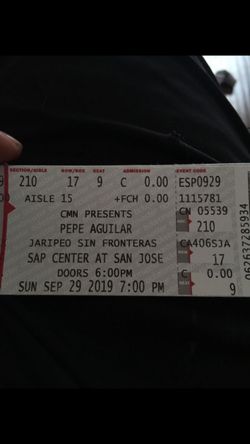 SECTION/AISLE ROW/BOX SEAT ADMISSION EVENT CODE
9 210 17 9 C 0.00 ESP0929
AISLE 15 +FCH 0.00 1115781
CMN PRESENTS CN 05539
PEPE AGUILAR 210
JARIPEO SIN FRONTERAS CA406SJA
SAP CENTER AT SAN JOSE 17
DOORS 6:00PM C 0.00
SUN SEP 29 2019 7:00 PM 9
062637285934